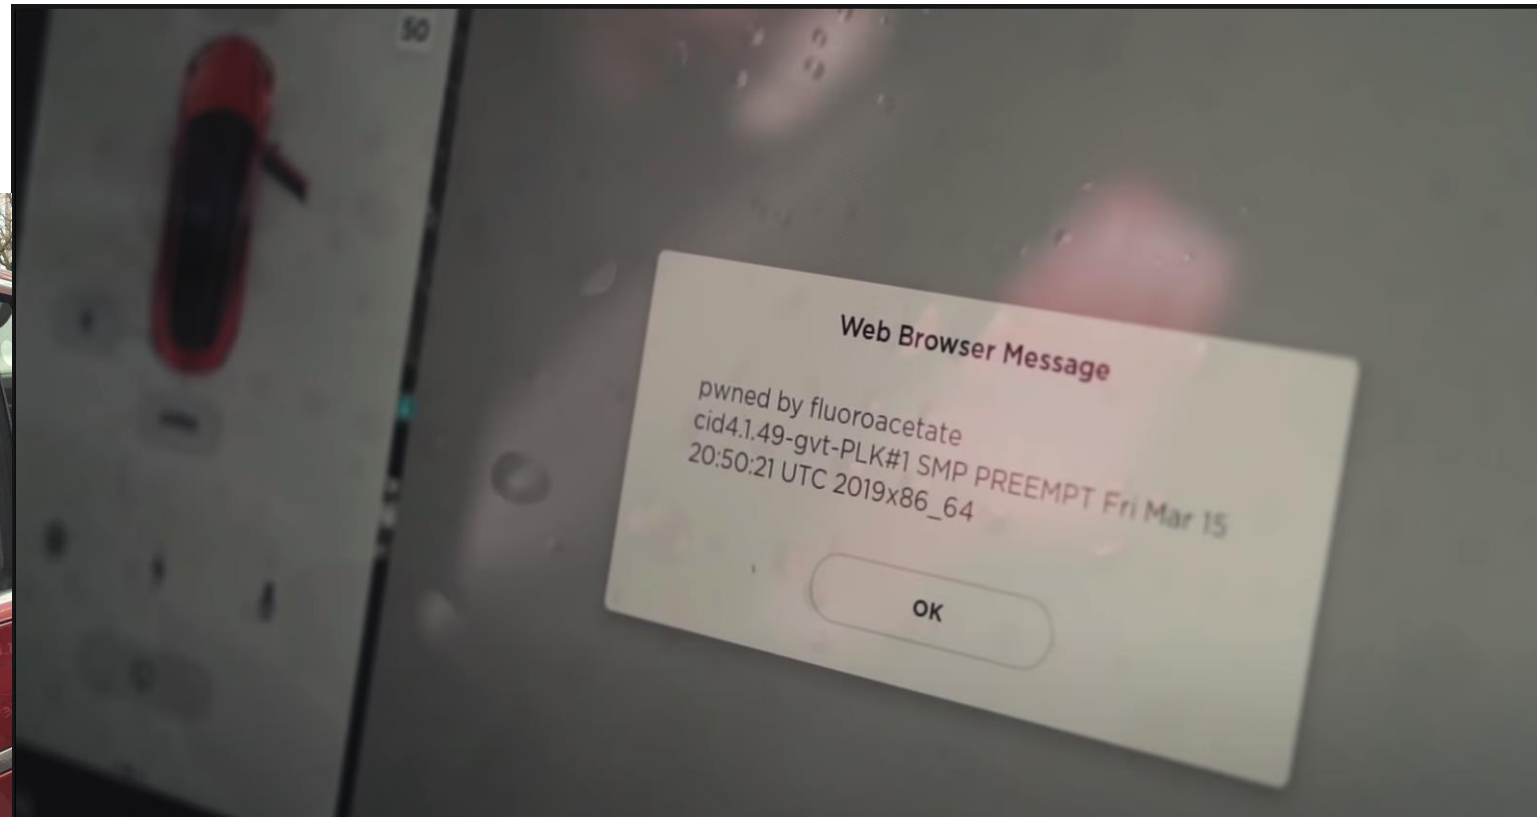 50
Web Browser Message
pwned by fluoroacetate
cid4.1.49-gvt-PLK#1 SMP PREEMPT Fri Mar 15
20:50:21 UTC 2019x86_64
OK